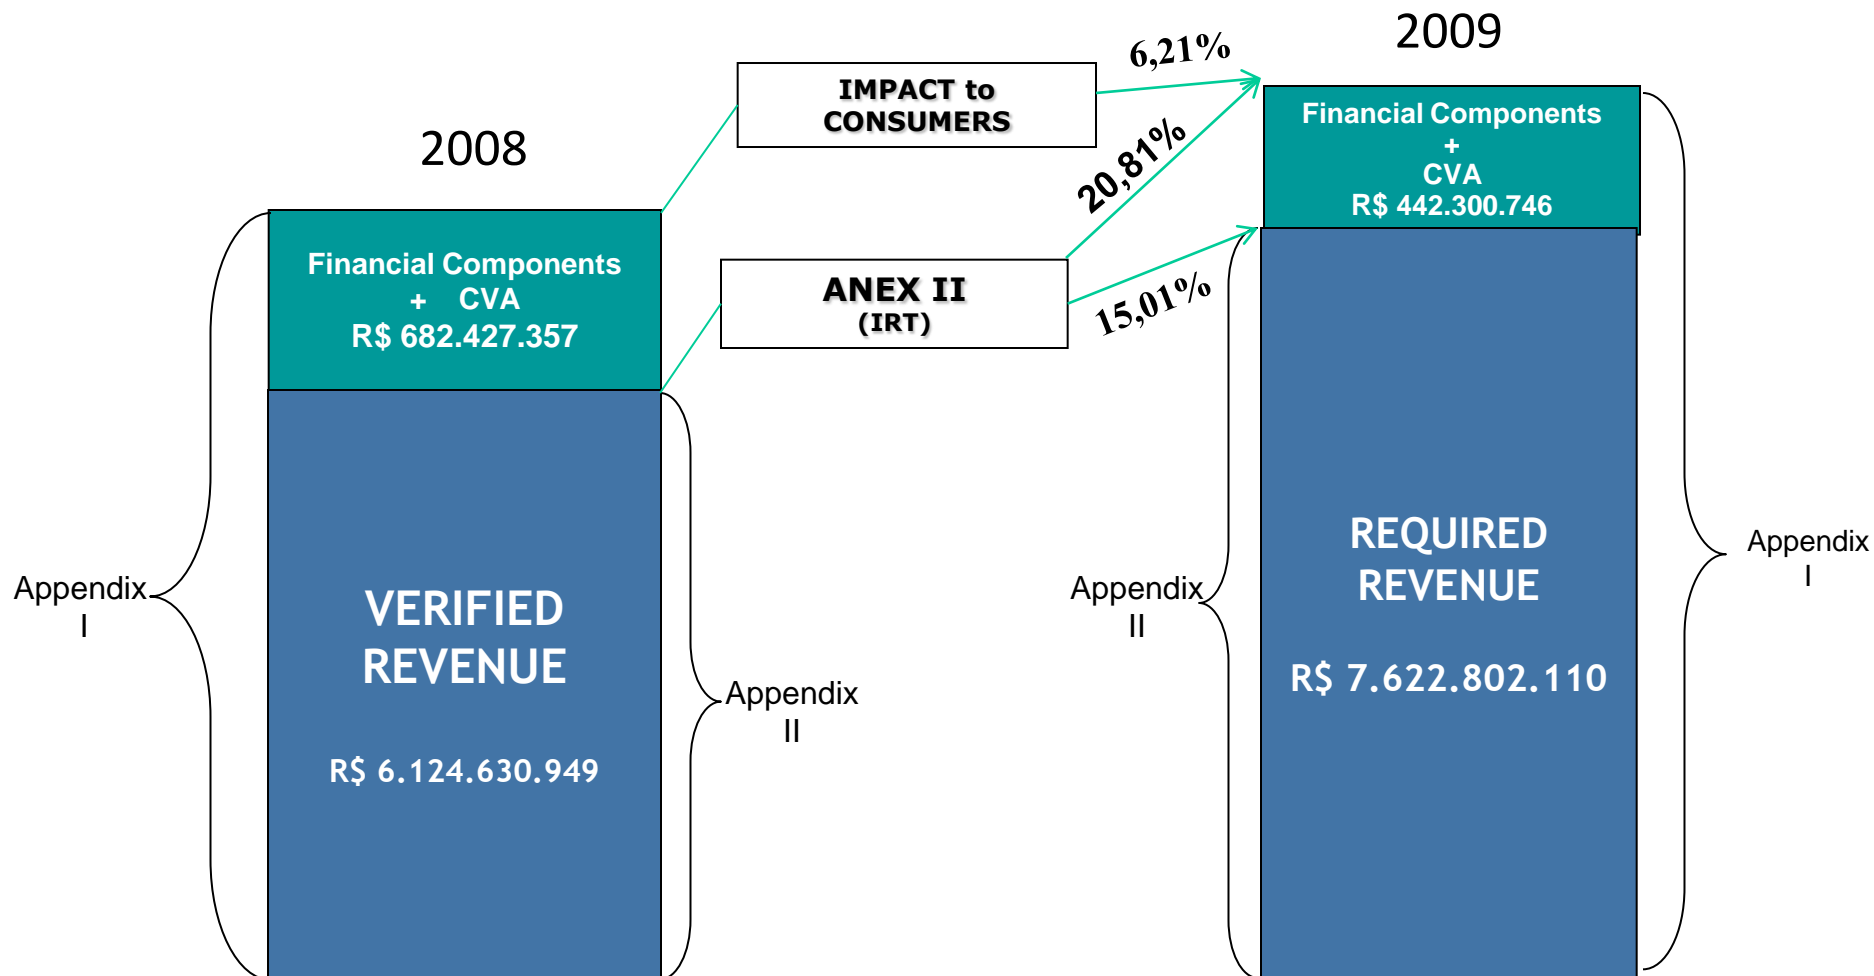 2008
Financial Components
+ CVA
R$ 682.427.357
VERIFIED
REVENUE
R$ 6.124.630.949
Appendix
I
Appendix
II
IMPACT to
CONSUMERS
ANEX II
(IRT)
6,21%
20,81%
15,01%
2009
Financial Components
+
CVA
R$ 442.300.746
REQUIRED
REVENUE
R$ 7.622.802.110
Appendix
II
Appendix
I